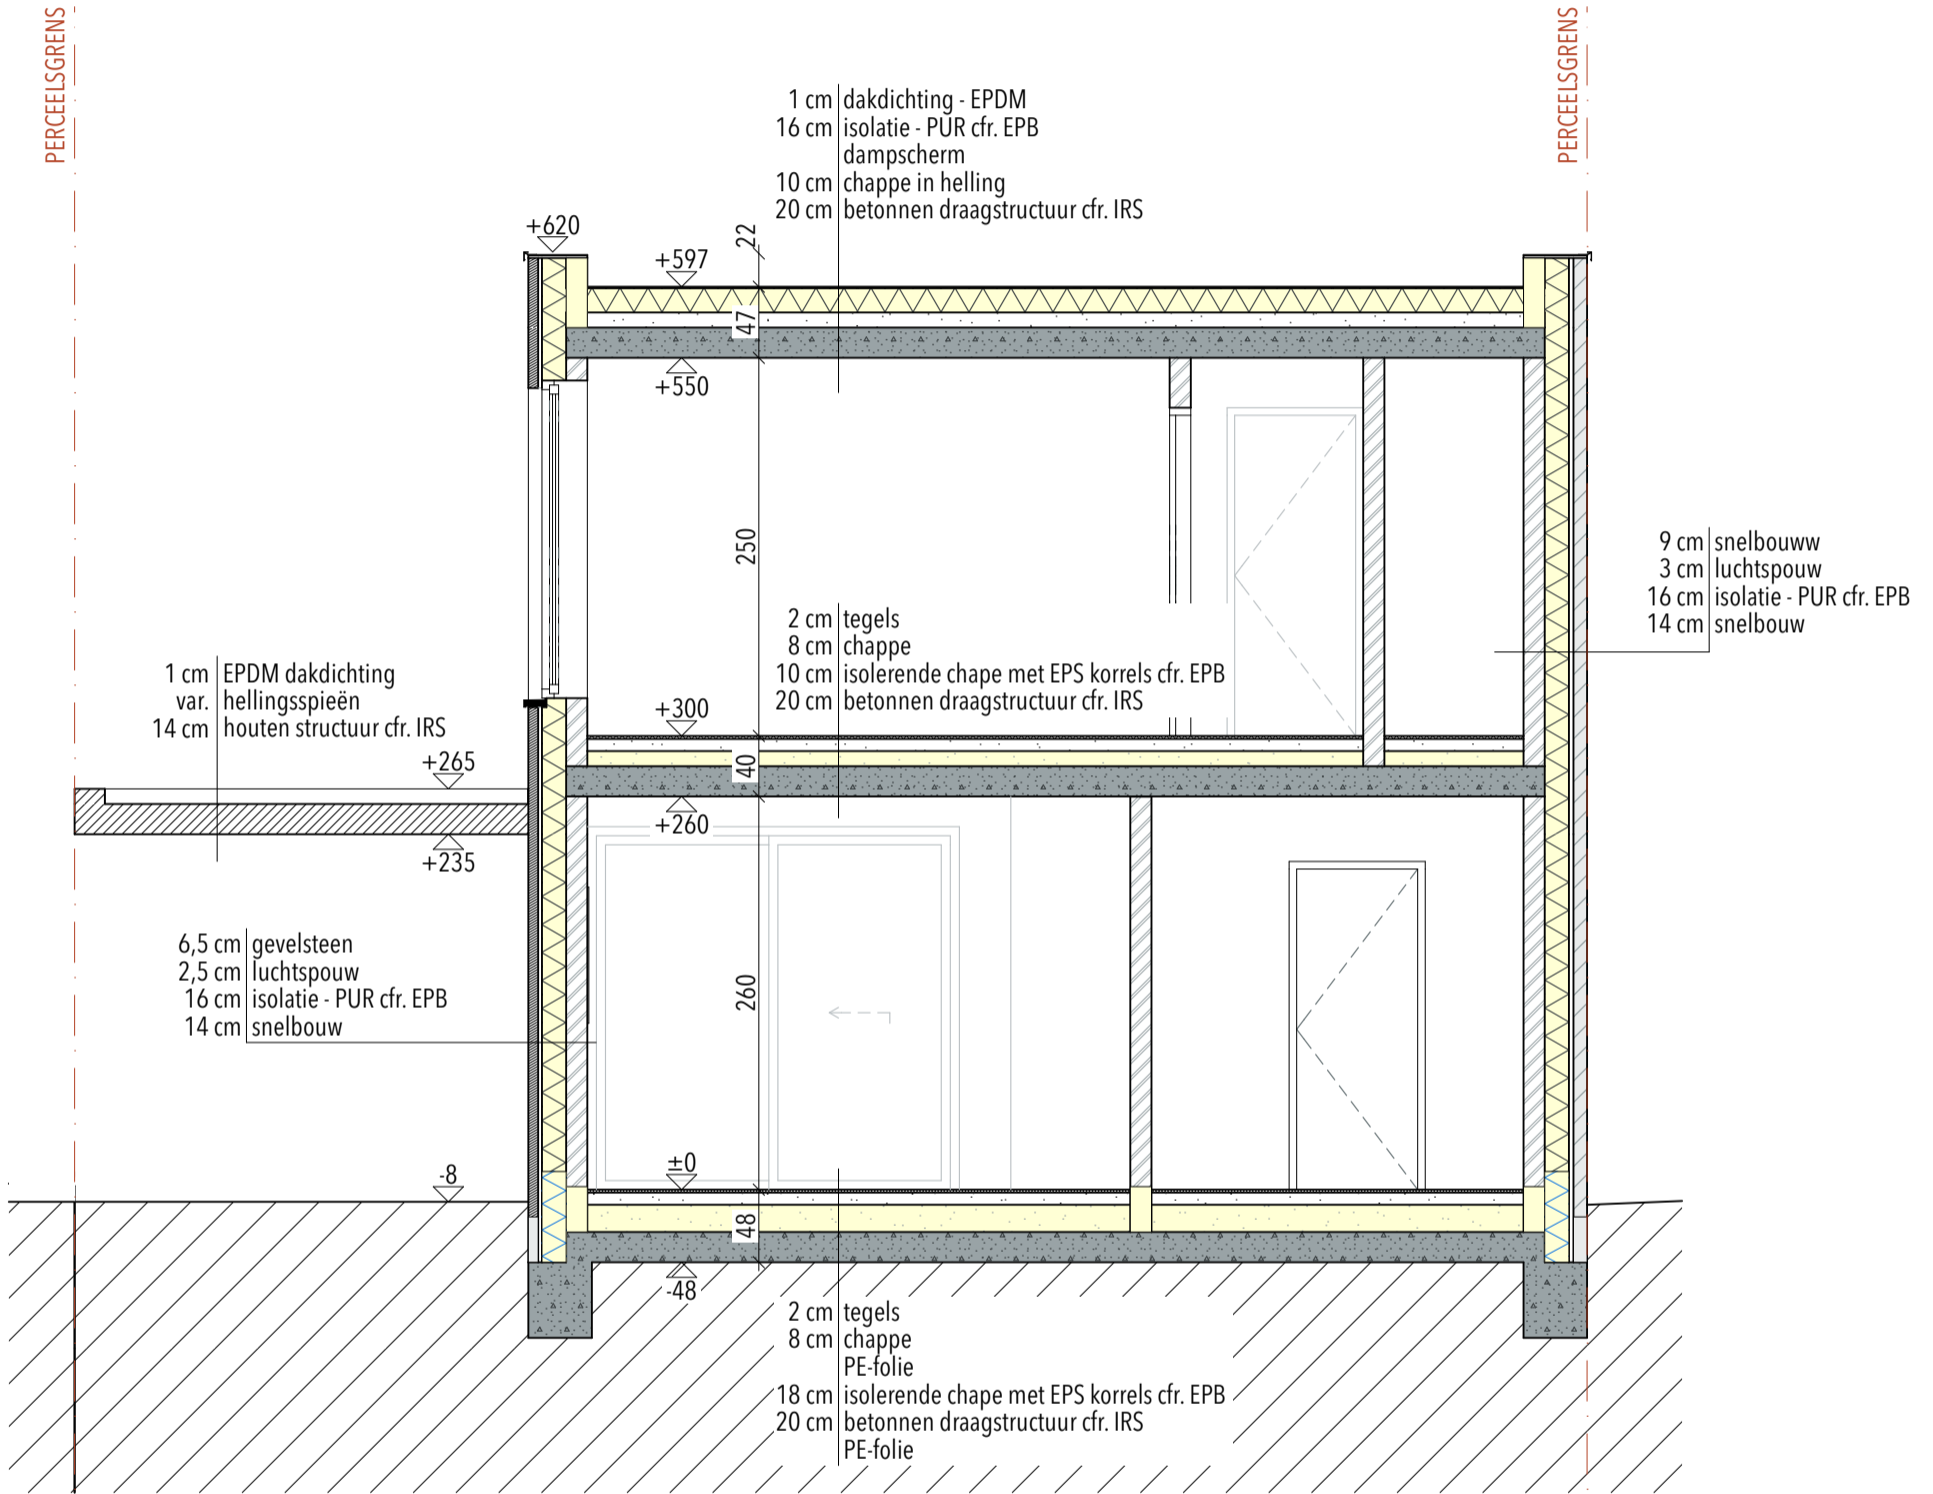 PERCEELSGRENS
PERCEELSGRENS
1 cm dakdichting - EPDM
16 cm isolatie - PUR cfr. EPB
dampscherm
10 cm chappe in helling
20 cm betonnen draagstructuur cfr. IRS
+620
22
+597
47
+550
250
9 cm snelbouww
3 cm luchtspouw
16 cm isolatie - PUR cfr. EPB
14 cm snelbouw
2 cm tegels
8 cm chappe
10 cm isolerende chape met EPS korrels cfr. EPB
20 cm betonnen draagstructuur cfr. IRS
1 cm EPDM dakdichting
var. hellingsspieën
14 cm houten structuur cfr. IRS
+300
+265
40
+260
+235
6,5 cm gevelsteen
2,5 cm luchtspouw
16 cm isolatie - PUR cfr. EPB
14 cm snelbouw
260
±0
-8
48
-48
2 cm tegels
8 cm chappe
PE-folie
18 cm isolerende chape met EPS korrels cfr. EPB
20 cm betonnen draagstructuur cfr. IRS
PE-folie